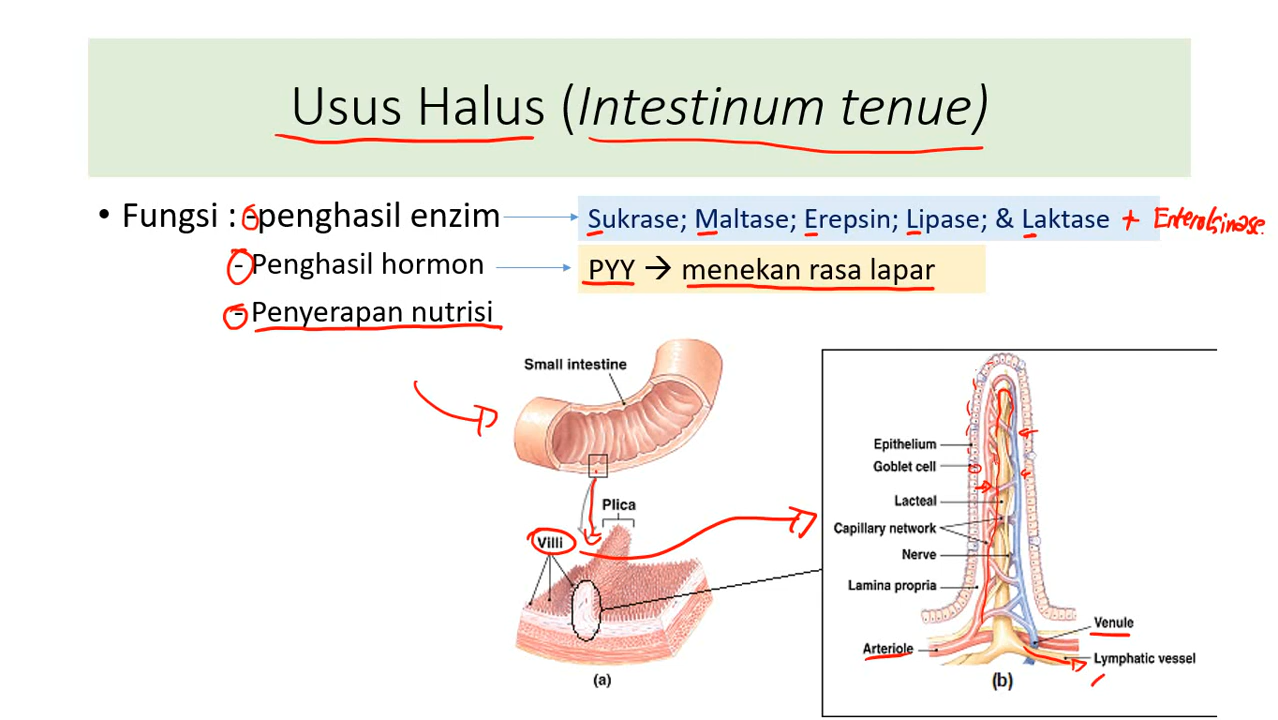 Usus Halus (Intestinum tenue)
• Fungsi : -penghasil enzim
Sukrase; Maltase; Erepsin; Lipase; & Laktase + Enterokinase.
- Penghasil hormon
PYY → menekan rasa lapar
- Penyerapan nutrisi
Small intestine
Plica
Villi
(a)
Epithelium
Goblet cell
Lacteal
Capillary network
Nerve
Lamina propria
Venule
Arteriole
Lymphatic vessel
(b)